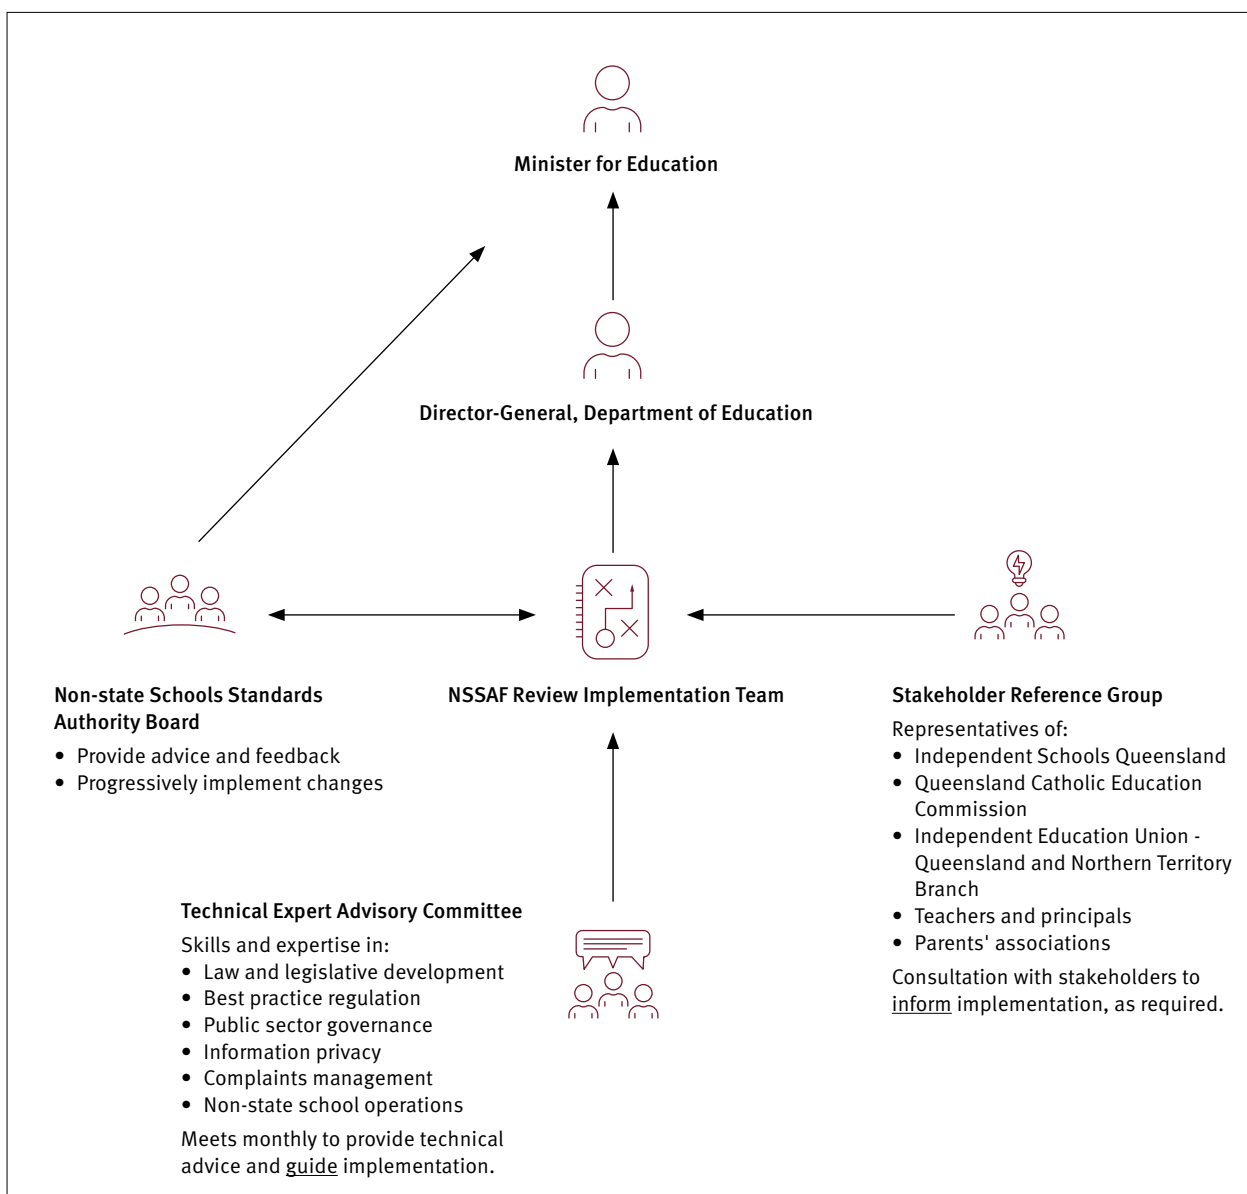 Minister for Education
Director-General, Department of Education
Non-state Schools Standards
Authority Board
• Provide advice and feedback
• Progressively implement changes
NSSAF Review Implementation Team
Stakeholder Reference Group
Representatives of:
• Independent Schools Queensland
• Queensland Catholic Education
Commission
• Independent Education Union -
Queensland and Northern Territory
Branch
• Teachers and principals
• Parents' associations
Consultation with stakeholders to
inform implementation, as required.
Technical Expert Advisory Committee
Skills and expertise in:
• Law and legislative development
• Best practice regulation
• Public sector governance
• Information privacy
• Complaints management
• Non-state school operations
Meets monthly to provide technical
advice and guide implementation.